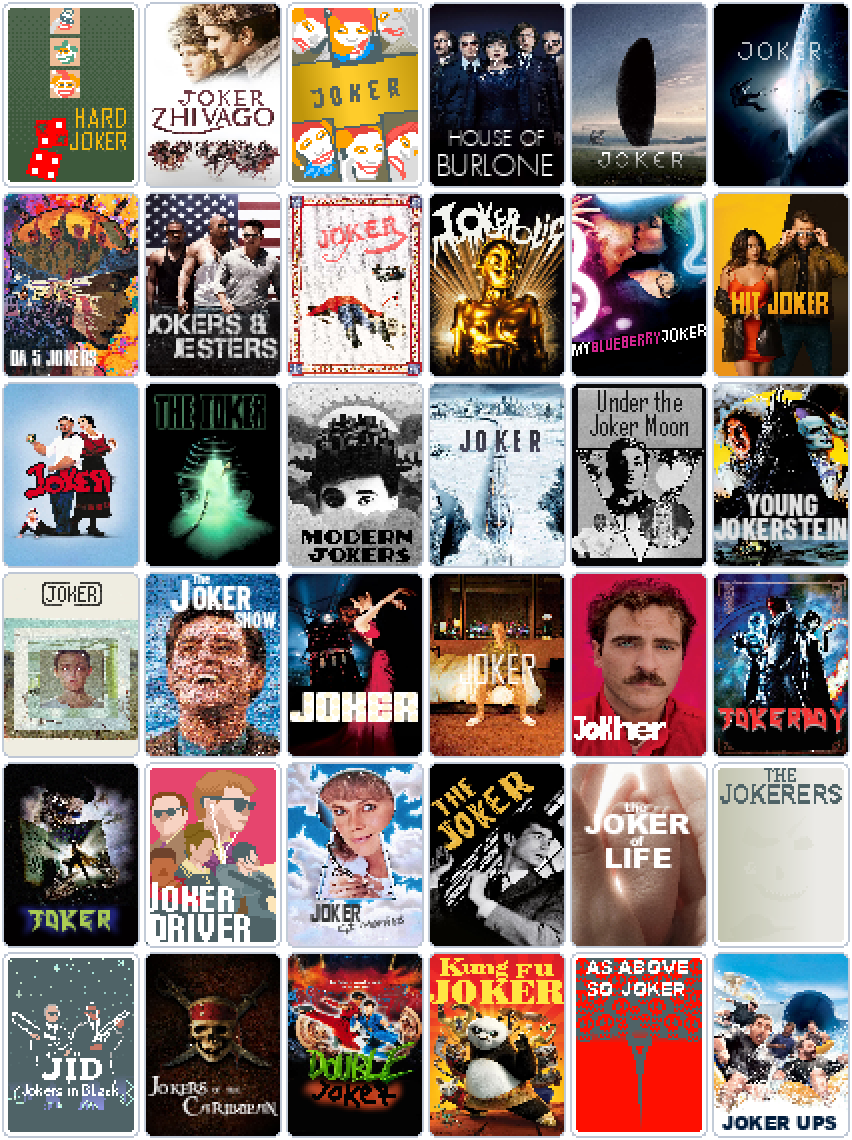 HARD
JOKER
JOKER
ZHIVAGO
JOKER
HOUSE OF
BURLONE
JOKER
JOKER
DA 5 JOKERS
JOKERS &
JESTERS
JOKER
JOKEROPOLIS
MY BLUEBERRY JOKER
HIT JOKER
JOKER
THE JOKER
MODERN
JOKERS
JOKER
Under the
Joker Moon
YOUNG
JOKERSTEIN
JOKER
The
JOKER
SHOW
JOKER
JOKER
Jokher
JOKERBOY
JOKER
JOKER
DRIVER
JOKER
THE
JOKER
the
JOKER
of
LIFE
THE
JOKERERS
JID
Jokers in Black
JOKERS OF THE
CARIBBEAN
DOUBLE
JOKER
Kung fu
JOKER
AS ABOVE
SO JOKER
JOKER UPS